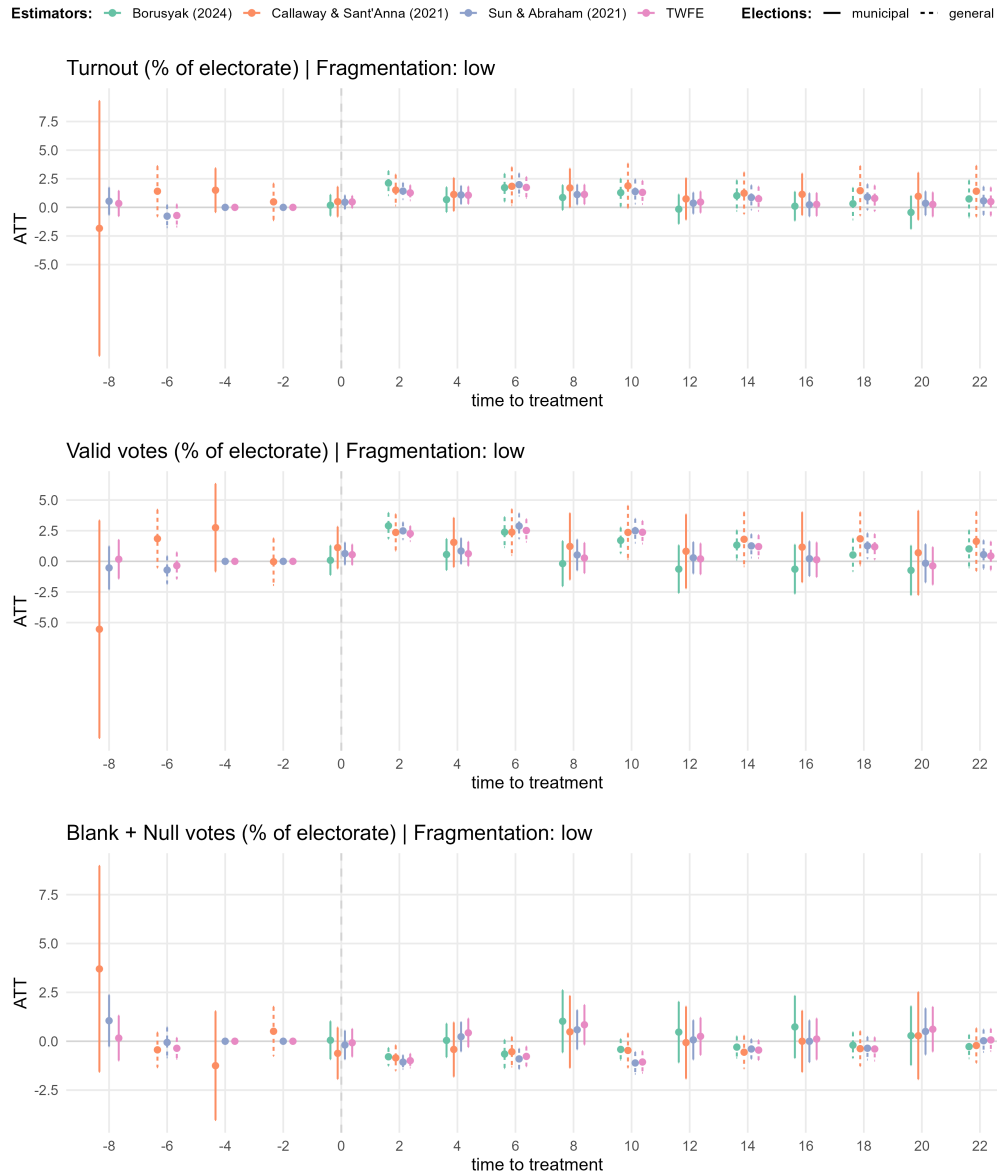 Estimators: Borusyak (2024) Callaway & Sant'Anna (2021) Sun & Abraham (2021) TWFE Elections: municipal general
Turnout (% of electorate) | Fragmentation: low
7.5
5.0
2.5
0.0
-2.5
-5.0
ATT
-8 -6 -4 -2 0 2 4 6 8 10 12 14 16 18 20 22
time to treatment
Valid votes (% of electorate) | Fragmentation: low
5.0
2.5
0.0
-2.5
-5.0
ATT
-8 -6 -4 -2 0 2 4 6 8 10 12 14 16 18 20 22
time to treatment
Blank + Null votes (% of electorate) | Fragmentation: low
7.5
5.0
2.5
0.0
-2.5
ATT
-8 -6 -4 -2 0 2 4 6 8 10 12 14 16 18 20 22
time to treatment